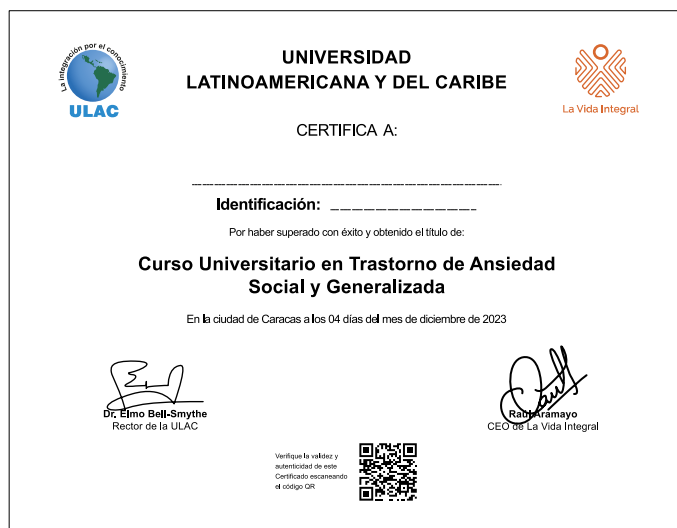 La integración por el conocimiento
ULAC
UNIVERSIDAD
LATINOAMERICANA Y DEL CARIBE
La Vida Integral
CERTIFICA A:
Identificación:
Por haber superado con éxito y obtenido el título de:
Curso Universitario en Trastorno de Ansiedad
Social y Generalizada
En la ciudad de Caracas a los 04 días del mes de diciembre de 2023
Dr. Elmo Bell-Smythe
Rector de la ULAC
Raul Aramayo
CEO de La Vida Integral
Verifique la validez y
autenticidad de este
Certificado escaneando
el código QR